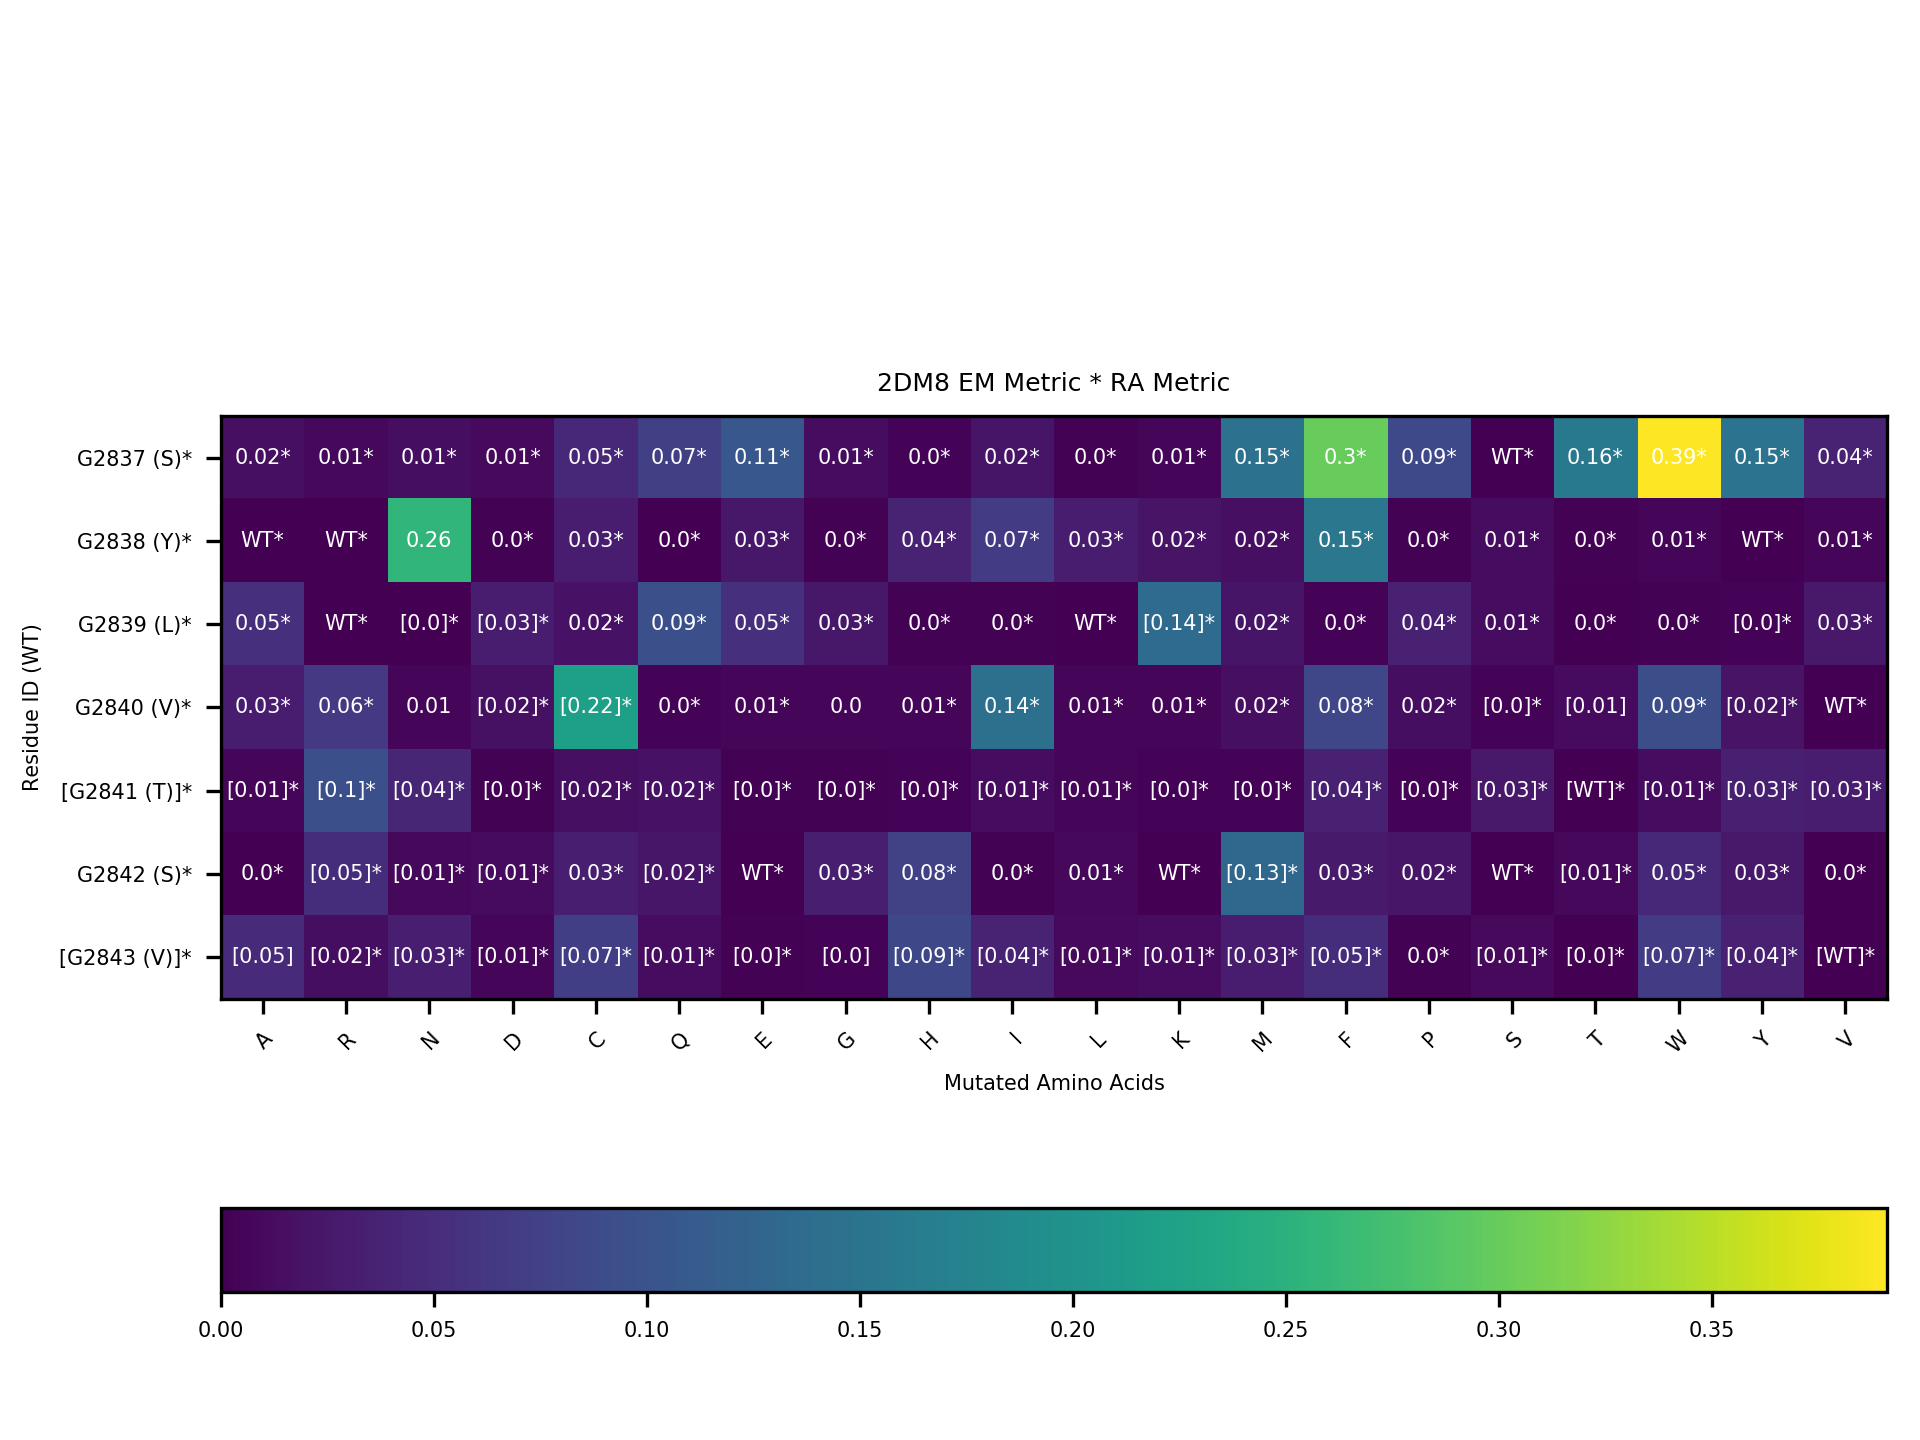 2DM8 EM Metric * RA Metric
Residue ID (WT)
G2837 (S)* 0.02* 0.01* 0.01* 0.01* 0.05* 0.07* 0.11* 0.01* 0.0* 0.02* 0.0* 0.01* 0.15* 0.3* 0.09* WT* 0.16* 0.39* 0.15* 0.04*
G2838 (Y)* WT* WT* 0.26 0.0* 0.03* 0.0* 0.03* 0.0* 0.04* 0.07* 0.03* 0.02* 0.02* 0.15* 0.0* 0.01* 0.0* 0.01* WT* 0.01*
G2839 (L)* 0.05* WT* [0.0]* [0.03]* 0.02* 0.09* 0.05* 0.03* 0.0* 0.0* WT* [0.14]* 0.02* 0.0* 0.04* 0.01* 0.0* 0.0* [0.0]* 0.03*
G2840 (V)* 0.03* 0.06* 0.01 [0.02]* [0.22]* 0.0* 0.01* 0.0 0.01* 0.14* 0.01* 0.01* 0.02* 0.08* 0.02* [0.0]* [0.01] 0.09* [0.02]* WT*
[G2841 (T)]* [0.01]* [0.1]* [0.04]* [0.0]* [0.02]* [0.02]* [0.0]* [0.0]* [0.0]* [0.01]* [0.01]* [0.0]* [0.0]* [0.04]* [0.0]* [0.03]* [WT]* [0.01]* [0.03]* [0.03]*
G2842 (S)* 0.0* [0.05]* [0.01]* [0.01]* 0.03* [0.02]* WT* 0.03* 0.08* 0.0* 0.01* WT* [0.13]* 0.03* 0.02* WT* [0.01]* 0.05* 0.03* 0.0*
[G2843 (V)]* [0.05] [0.02]* [0.03]* [0.01]* [0.07]* [0.01]* [0.0]* [0.0] [0.09]* [0.04]* [0.01]* [0.01]* [0.03]* [0.05]* 0.0* [0.01]* [0.0]* [0.07]* [0.04]* [WT]*
A R N D C Q E G H I L K M F P S T W Y V
Mutated Amino Acids
0.00 0.05 0.10 0.15 0.20 0.25 0.30 0.35